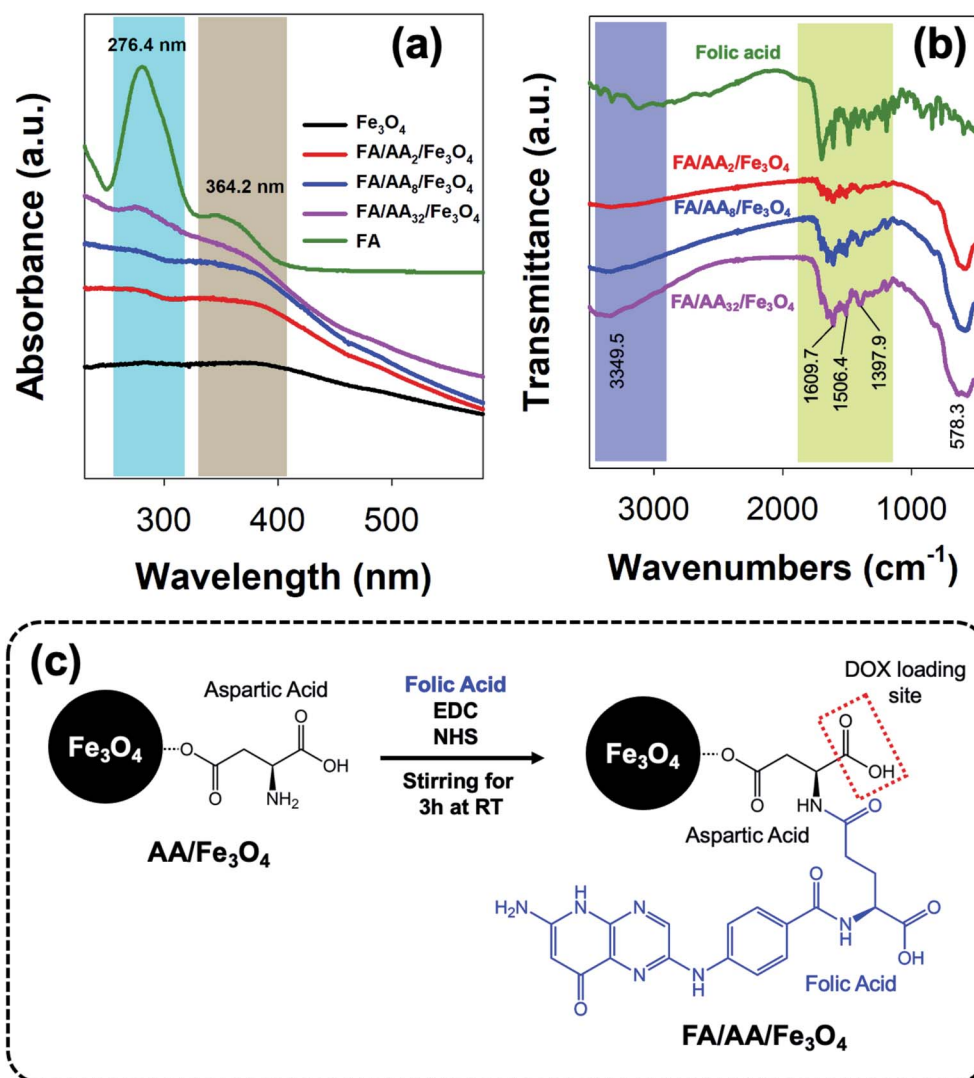 (a)
276.4 nm
364.2 nm
Fe₃O₄
FA/AA₂/Fe₃O₄
FA/AA₈/Fe₃O₄
FA/AA₃₂/Fe₃O₄
FA
Absorbance (a.u.)
300
400
500
Wavelength (nm)
(b)
Folic acid
FA/AA₂/Fe₃O₄
FA/AA₈/Fe₃O₄
FA/AA₃₂/Fe₃O₄
3349.5
1609.7
1506.4
1397.9
578.3
Transmittance (a.u.)
3000
2000
1000
Wavenumbers (cm⁻¹)
(c)
Fe₃O₄
Aspartic Acid
O
O
O
OH
NH₂
AA/Fe₃O₄
Folic Acid
EDC
NHS
Stirring for
3h at RT
DOX loading
site
Fe₃O₄
O
O
O
OH
HN
O
Aspartic Acid
H₂N
H
N
N
N
O
N
H
O
N
H
O
OH
Folic Acid
FA/AA/Fe₃O₄